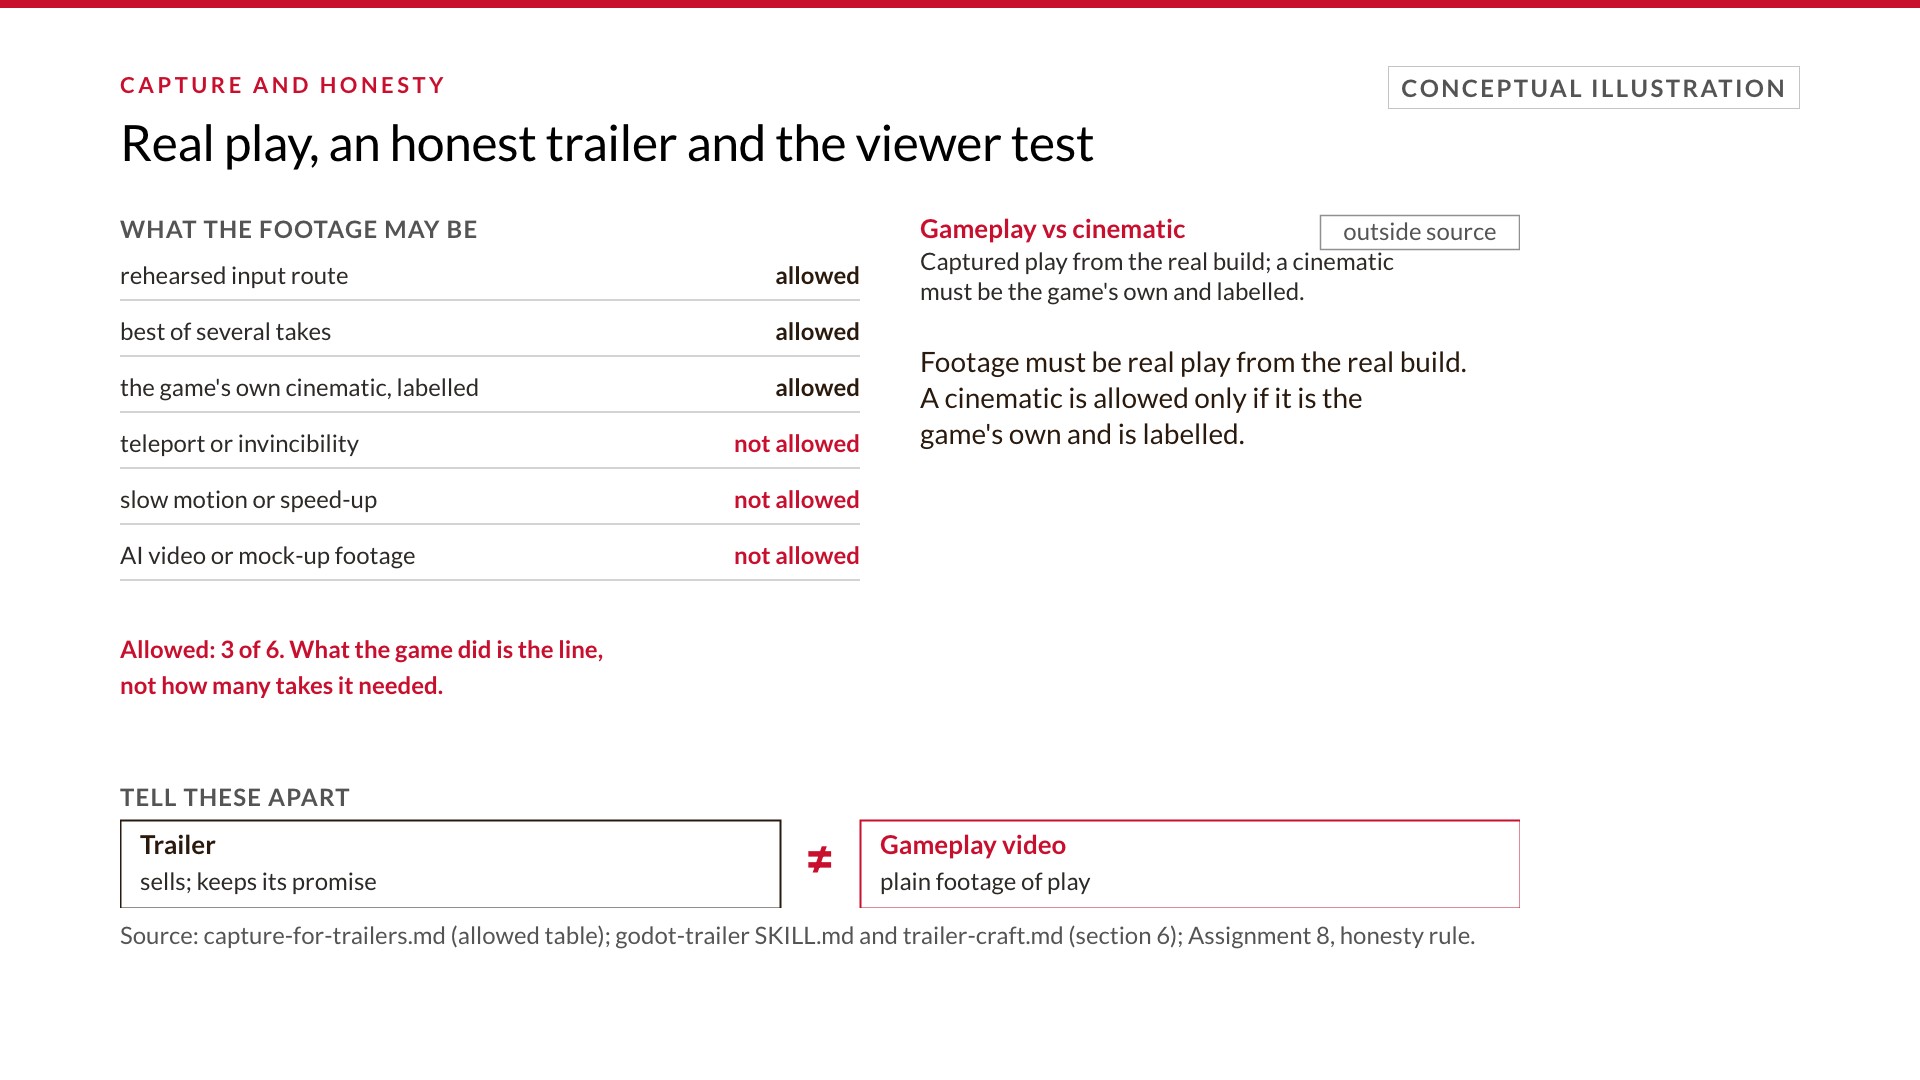 CAPTURE AND HONESTY
CONCEPTUAL ILLUSTRATION
Real play, an honest trailer and the viewer test
WHAT THE FOOTAGE MAY BE
rehearsed input route allowed
best of several takes allowed
the game's own cinematic, labelled allowed
teleport or invincibility not allowed
slow motion or speed-up not allowed
AI video or mock-up footage not allowed
Allowed: 3 of 6. What the game did is the line,
not how many takes it needed.
Gameplay vs cinematic
outside source
Captured play from the real build; a cinematic
must be the game's own and labelled.
Footage must be real play from the real build.
A cinematic is allowed only if it is the
game's own and is labelled.
TELL THESE APART
Trailer
sells; keeps its promise
≠
Gameplay video
plain footage of play
Source: capture-for-trailers.md (allowed table); godot-trailer SKILL.md and trailer-craft.md (section 6); Assignment 8, honesty rule.